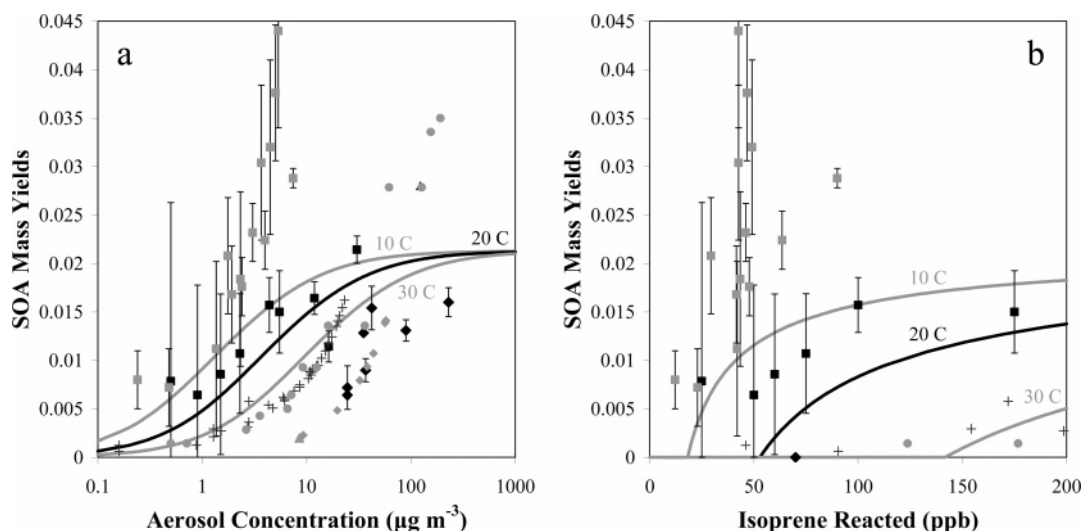 a
SOA Mass Yields
0.045
0.04
0.035
0.03
0.025
0.02
0.015
0.01
0.005
0
10 C
20 C
30 C
0.1 1 10 100 1000
Aerosol Concentration (µg m-3)
b
SOA Mass Yields
0.045
0.04
0.035
0.03
0.025
0.02
0.015
0.01
0.005
0
10 C
20 C
30 C
0 50 100 150 200
Isoprene Reacted (ppb)